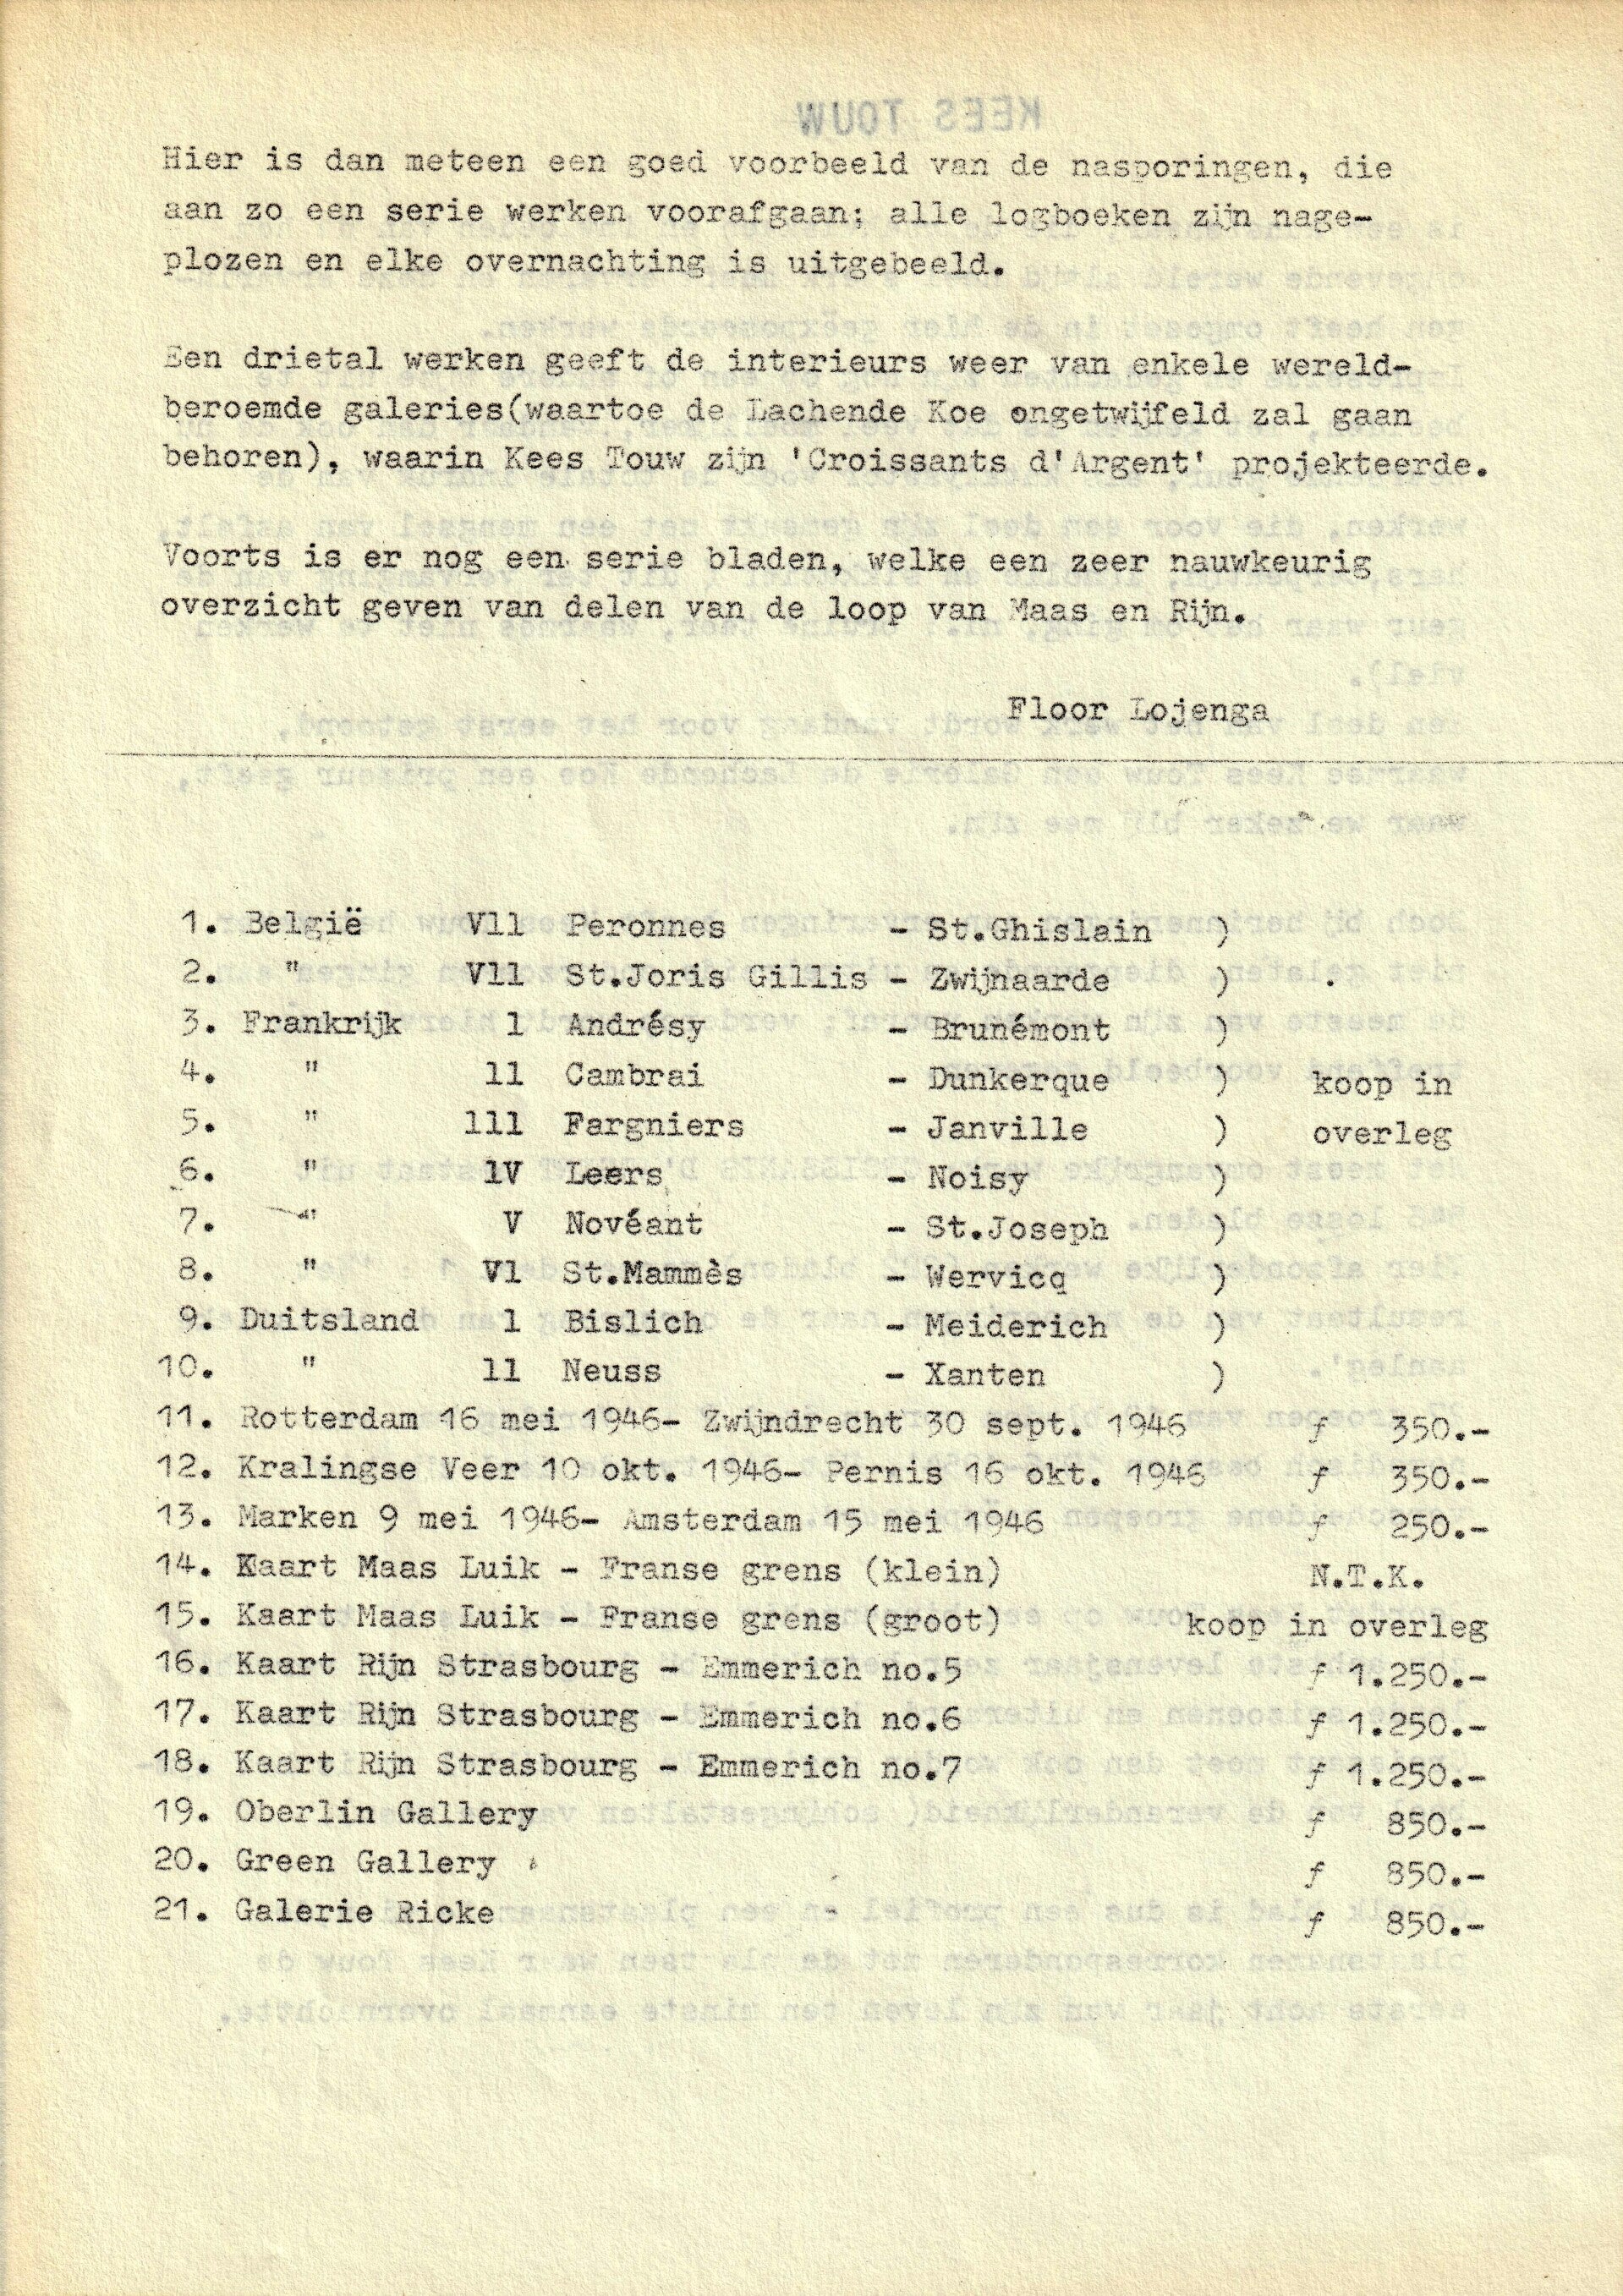 KEES TOUW
Hier is dan meteen een goed voorbeeld van de nasporingen, die
aan zo een serie werken voorafgaan; alle logboeken zijn nage-
plozen en elke overnachting is uitgebeeld.
Een drietal werken geeft de interieurs weer van enkele wereld-
beroemde galeries(waartoe de Lachende Koe ongetwijfeld zal gaan
behoren), waarin Kees Touw zijn 'Croissants d'Argent' projekteerde.
Voorts is er nog een serie bladen, welke een zeer nauwkeurig
overzicht geven van delen van de loop van Maas en Rijn.
Floor Lojenga
1. België Vll Peronnes - St.Ghislain )
2. " Vll St.Joris Gillis - Zwijnaarde )
3. Frankrijk l Andrésy - Brunémont )
4. " ll Cambrai - Dunkerque ) koop in
5. " lll Fargniers - Janville ) overleg
6. " lV Leers - Noisy )
7. " V Novéant - St.Joseph )
8. " Vl St.Mammès - Wervicq )
9. Duitsland l Bislich - Meiderich )
10. " ll Neuss - Xanten )
11. Rotterdam 16 mei 1946- Zwijndrecht 30 sept. 1946 ƒ 350.-
12. Kralingse Veer 10 okt. 1946- Pernis 16 okt. 1946 ƒ 350.-
13. Marken 9 mei 1946- Amsterdam 15 mei 1946 ƒ 250.-
14. Kaart Maas Luik - Franse grens (klein) N.T.K.
15. Kaart Maas Luik - Franse grens (groot) koop in overleg
16. Kaart Rijn Strasbourg - Emmerich no.5 ƒ 1.250.-
17. Kaart Rijn Strasbourg - Emmerich no.6 ƒ 1.250.-
18. Kaart Rijn Strasbourg - Emmerich no.7 ƒ 1.250.-
19. Oberlin Gallery ƒ 850.-
20. Green Gallery ƒ 850.-
21. Galerie Ricke ƒ 850.-